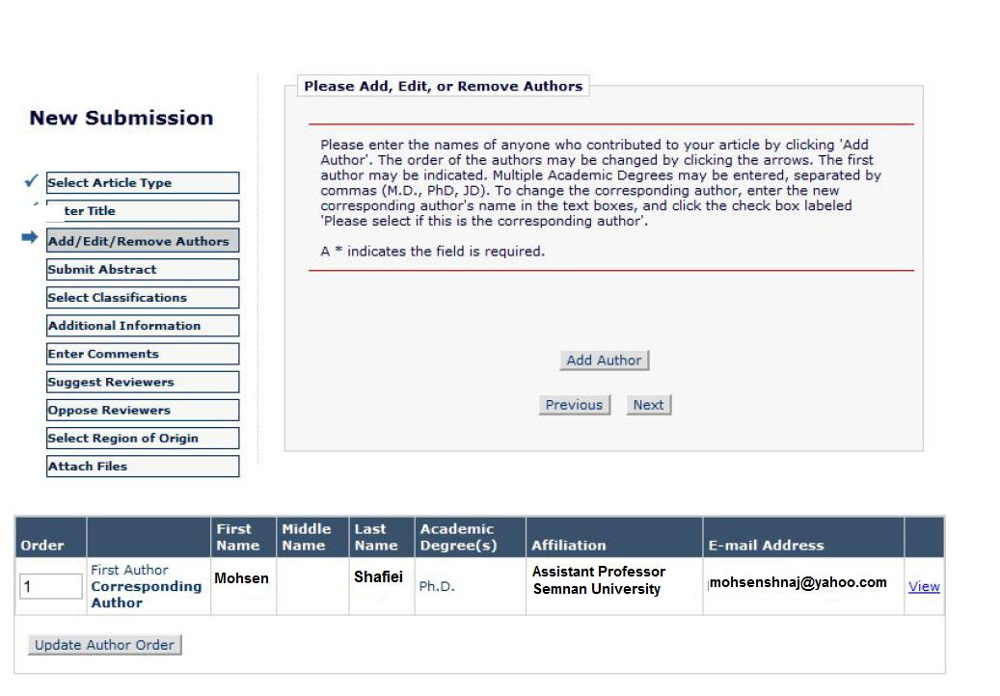 New Submission
Select Article Type
ter Title
Add/Edit/Remove Authors
Submit Abstract
Select Classifications
Additional Information
Enter Comments
Suggest Reviewers
Oppose Reviewers
Select Region of Origin
Attach Files
Please Add, Edit, or Remove Authors
Please enter the names of anyone who contributed to your article by clicking 'Add
Author'. The order of the authors may be changed by clicking the arrows. The first
author may be indicated. Multiple Academic Degrees may be entered, separated by
commas (M.D., PhD, JD). To change the corresponding author, enter the new
corresponding author's name in the text boxes, and click the check box labeled
'Please select if this is the corresponding author'.
A * indicates the field is required.
Add Author
Previous Next
Order First Name Middle Name Last Name Academic Degree(s) Affiliation E-mail Address
1 First Author Corresponding Author Mohsen Shafiei Ph.D. Assistant Professor Semnan University mohsenshnaj@yahoo.com View
Update Author Order